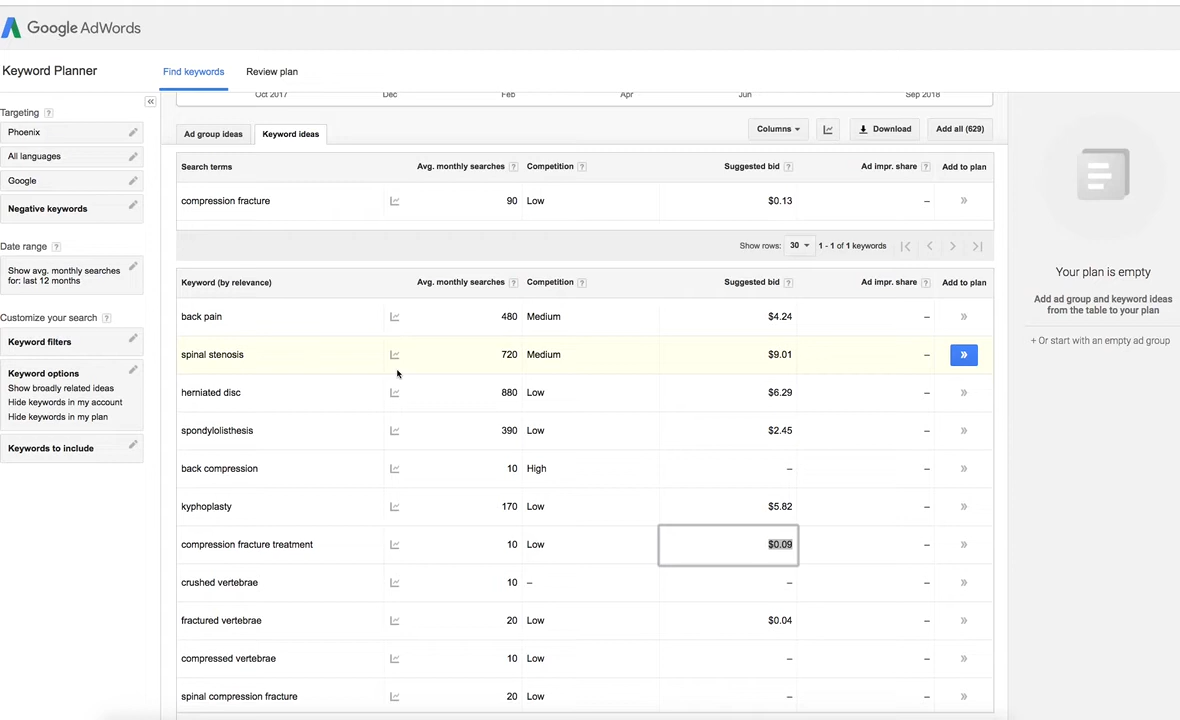 Google AdWords
Keyword Planner
Find keywords
Review plan
«
Targeting ?
Phoenix
All languages
Google
Negative keywords
Date range ?
Show avg. monthly searches
for: last 12 months
Customize your search ?
Keyword filters
Keyword options
Show broadly related ideas
Hide keywords in my account
Hide keywords in my plan
Keywords to include
Oct 2017 Dec Feb Apr Jun Sep 2018
Ad group ideas Keyword ideas Columns Download Add all (629)
Search terms Avg. monthly searches ? Competition ? Suggested bid ? Ad impr. share ? Add to plan
compression fracture 90 Low $0.13 – »
Show rows: 30 1 - 1 of 1 keywords
Keyword (by relevance) Avg. monthly searches ? Competition ? Suggested bid ? Ad impr. share ? Add to plan
back pain 480 Medium $4.24 – »
spinal stenosis 720 Medium $9.01 – »
herniated disc 880 Low $6.29 – »
spondylolisthesis 390 Low $2.45 – »
back compression 10 High – – »
kyphoplasty 170 Low $5.82 – »
compression fracture treatment 10 Low $0.09 – »
crushed vertebrae 10 – – – »
fractured vertebrae 20 Low $0.04 – »
compressed vertebrae 10 Low – – »
spinal compression fracture 20 Low – – »
Your plan is empty
Add ad group and keyword ideas
from the table to your plan
+ Or start with an empty ad group